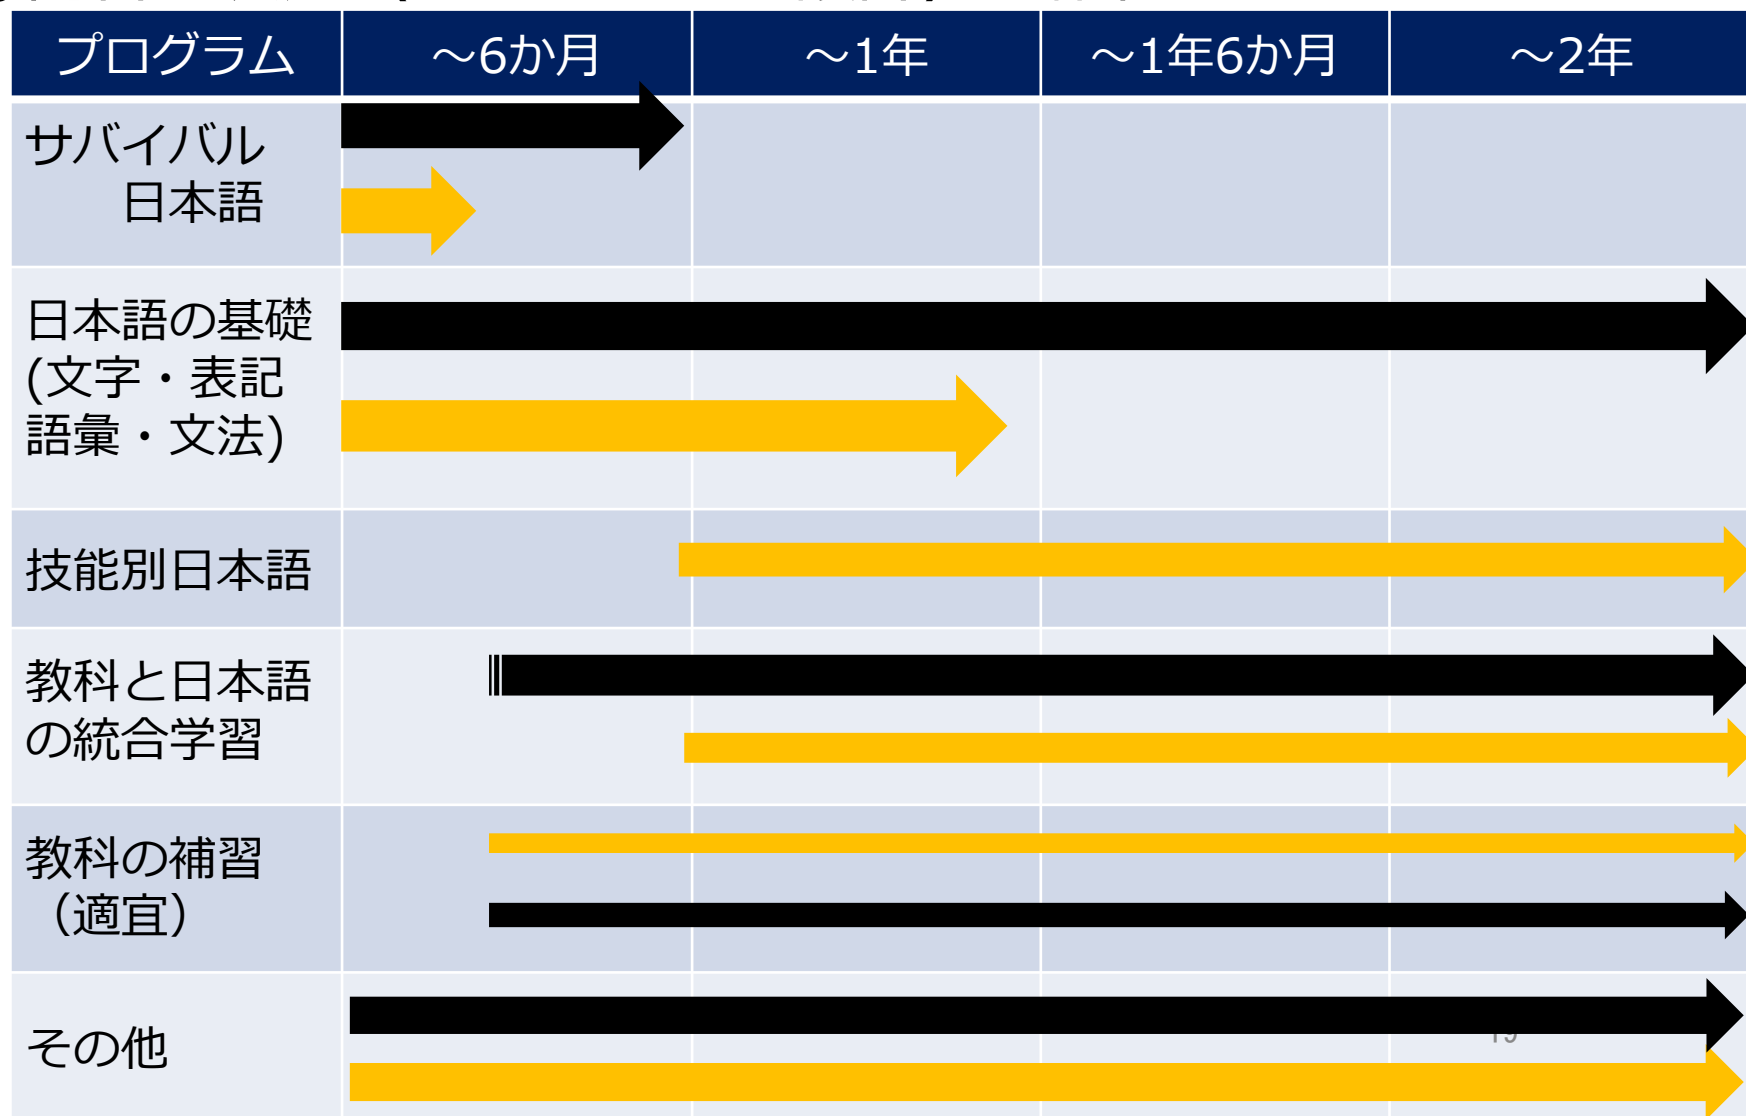 プログラム
～6か月
～1年
～1年6か月
～2年
サバイバル
日本語
日本語の基礎
(文字・表記
語彙・文法)
技能別日本語
教科と日本語
の統合学習
教科の補習
（適宜）
その他